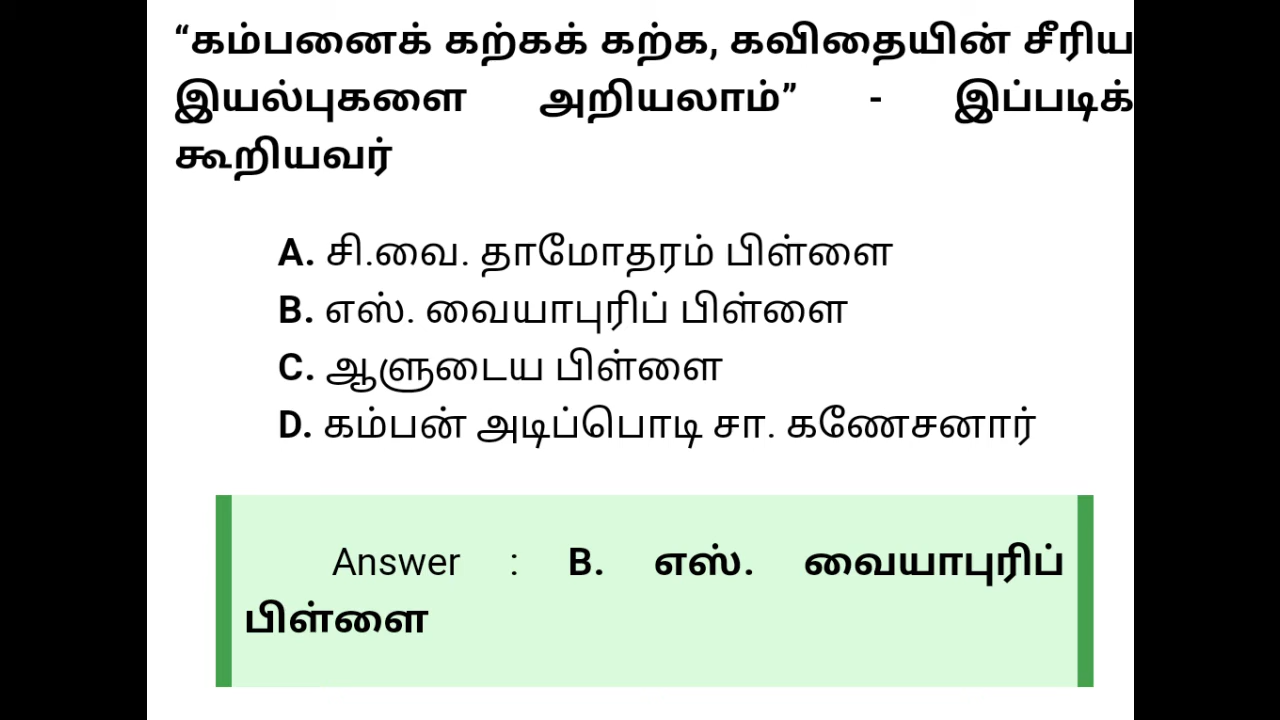 “கம்பனைக் கற்கக் கற்க, கவிதையின் சீரிய
இயல்புகளை அறியலாம்” - இப்படிக்
கூறியவர்
A. சி.வை. தாமோதரம் பிள்ளை
B. எஸ். வையாபுரிப் பிள்ளை
C. ஆளுடைய பிள்ளை
D. கம்பன் அடிப்பொடி சா. கணேசனார்
Answer : B. எஸ். வையாபுரிப்
பிள்ளை